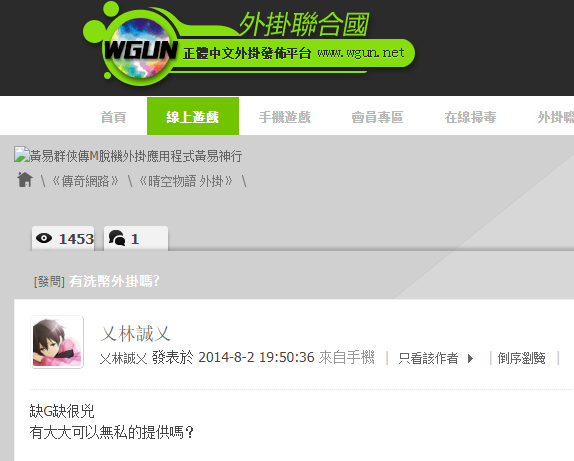 外掛聯合國
WGUN 正體中文外掛發佈平台 www.wgun.net
首頁 線上遊戲 手機遊戲 會員專區 在線掃毒 外掛聯
黃易群俠傳M脫機外掛應用程式黃易神行
\ 《傳奇網路》 \ 《晴空物語 外掛》 \
1453 1
[發問] 有洗幣外掛嗎?
乂林誠乂
乂林誠乂 發表於 2014-8-2 19:50:36 來自手機 | 只看該作者 | 倒序瀏覽 |
缺G缺很兇
有大大可以無私的提供嗎？